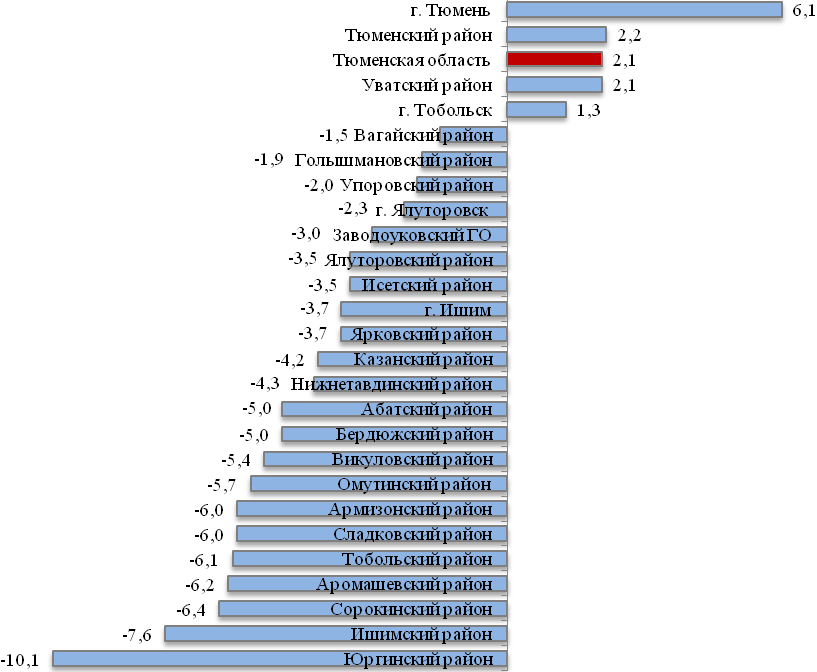 г. Тюмень 6,1
Тюменский район 2,2
Тюменская область 2,1
Уватский район 2,1
г. Тобольск 1,3
-1,5 Вагайский район
-1,9 Голышмановский район
-2,0 Упоровский район
-2,3 г. Ялуторовск
-3,0 Заводоуковский ГО
-3,5 Ялуторовский район
-3,5 Исетский район
-3,7 г. Ишим
-3,7 Ярковский район
-4,2 Казанский район
-4,3 Нижнетавдинский район
-5,0 Абатский район
-5,0 Бердюжский район
-5,4 Викуловский район
-5,7 Омутинский район
-6,0 Армизонский район
-6,0 Сладковский район
-6,1 Тобольский район
-6,2 Аромашевский район
-6,4 Сорокинский район
-7,6 Ишимский район
-10,1 Юргинский район